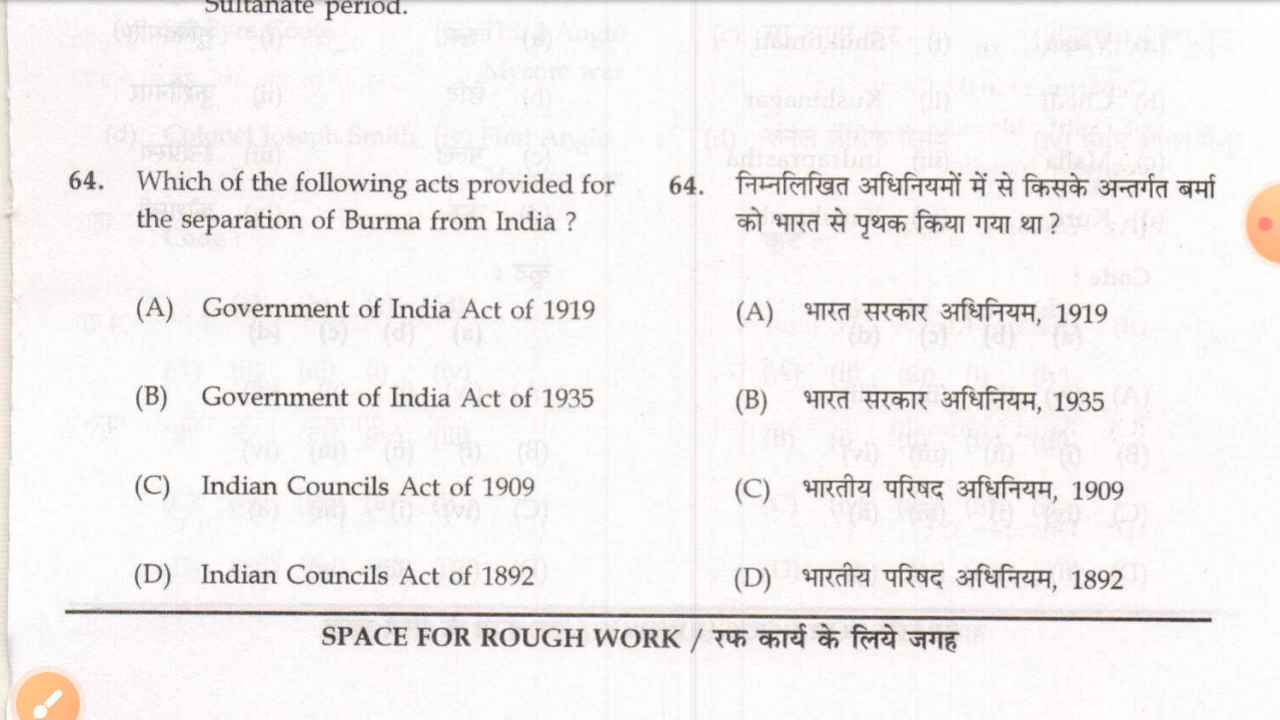 Sultanate period.
64. Which of the following acts provided for
the separation of Burma from India ?
(A) Government of India Act of 1919
(B) Government of India Act of 1935
(C) Indian Councils Act of 1909
(D) Indian Councils Act of 1892
64. निम्नलिखित अधिनियमों में से किसके अन्तर्गत बर्मा
को भारत से पृथक किया गया था ?
(A) भारत सरकार अधिनियम, 1919
(B) भारत सरकार अधिनियम, 1935
(C) भारतीय परिषद अधिनियम, 1909
(D) भारतीय परिषद अधिनियम, 1892
SPACE FOR ROUGH WORK / रफ कार्य के लिये जगह